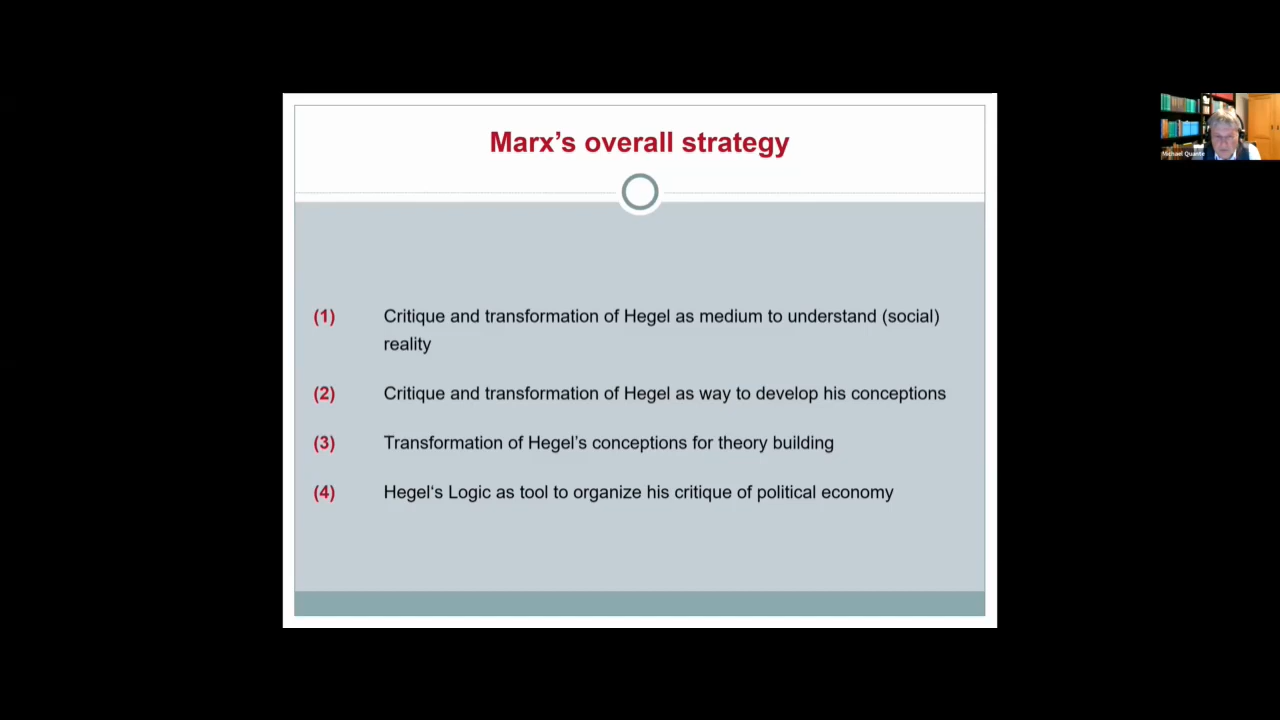 Marx’s overall strategy
(1) Critique and transformation of Hegel as medium to understand (social)
reality
(2) Critique and transformation of Hegel as way to develop his conceptions
(3) Transformation of Hegel’s conceptions for theory building
(4) Hegel‘s Logic as tool to organize his critique of political economy
Michael Quante